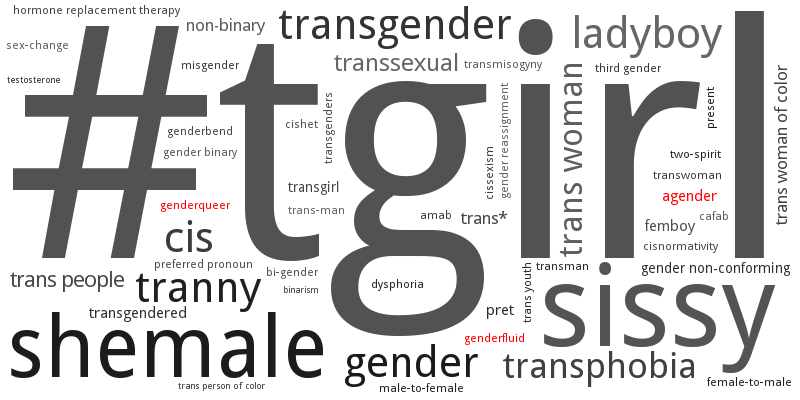 hormone replacement therapy
non-binary
transgender
ladyboy
sex-change
misgender
transsexual
transmisogyny
third gender
testosterone
#tgirl
genderbend
cishet
transgenders
gender binary
gender reassignment
cissexism
trans woman
present
two-spirit
transwoman
trans woman of color
transgirl
agender
genderqueer
trans-man
amab
trans*
cafab
femboy
cis
cisnormativity
preferred pronoun
bi-gender
transman
gender non-conforming
trans people
tranny
binarism
dysphoria
trans youth
sissy
transgendered
pret
shemale
genderfluid
gender
transphobia
trans person of color
male-to-female
female-to-male